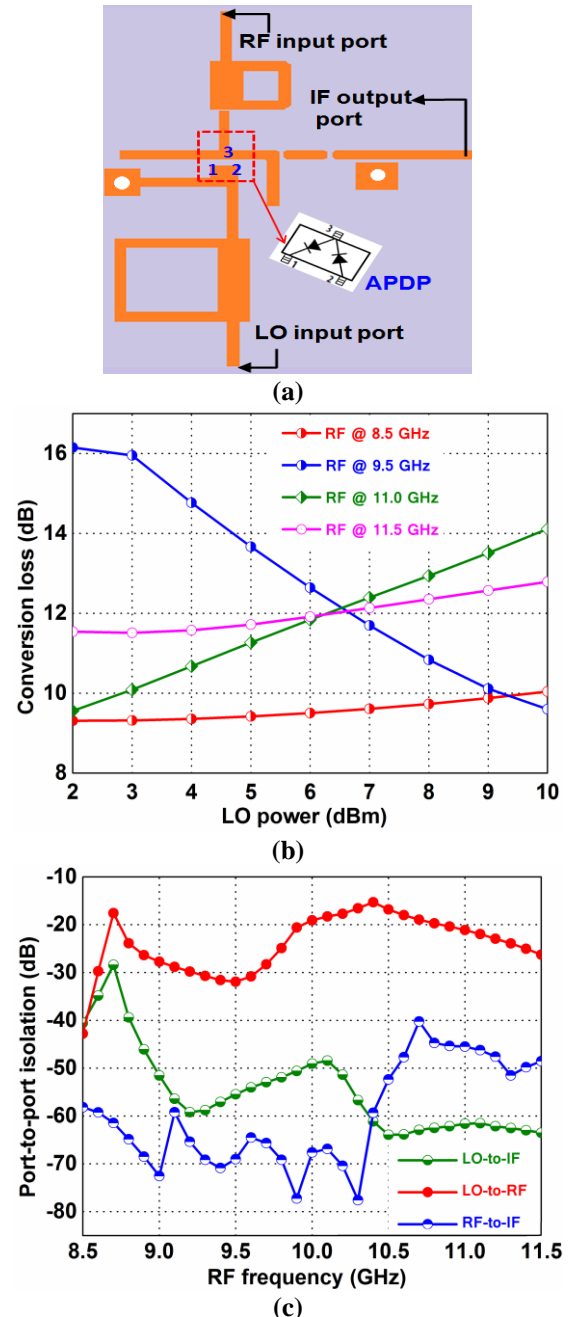 RF input port
IF output
port
3
1 2
3
1
2
APDP
LO input port
(a)
16
14
12
10
8
Conversion loss (dB)
RF @ 8.5 GHz
RF @ 9.5 GHz
RF @ 11.0 GHz
RF @ 11.5 GHz
2 3 4 5 6 7 8 9 10
LO power (dBm)
(b)
-10
-20
-30
-40
-50
-60
-70
-80
Port-to-port isolation (dB)
LO-to-IF
LO-to-RF
RF-to-IF
8.5 9.0 9.5 10.0 10.5 11.0 11.5
RF frequency (GHz)
(c)